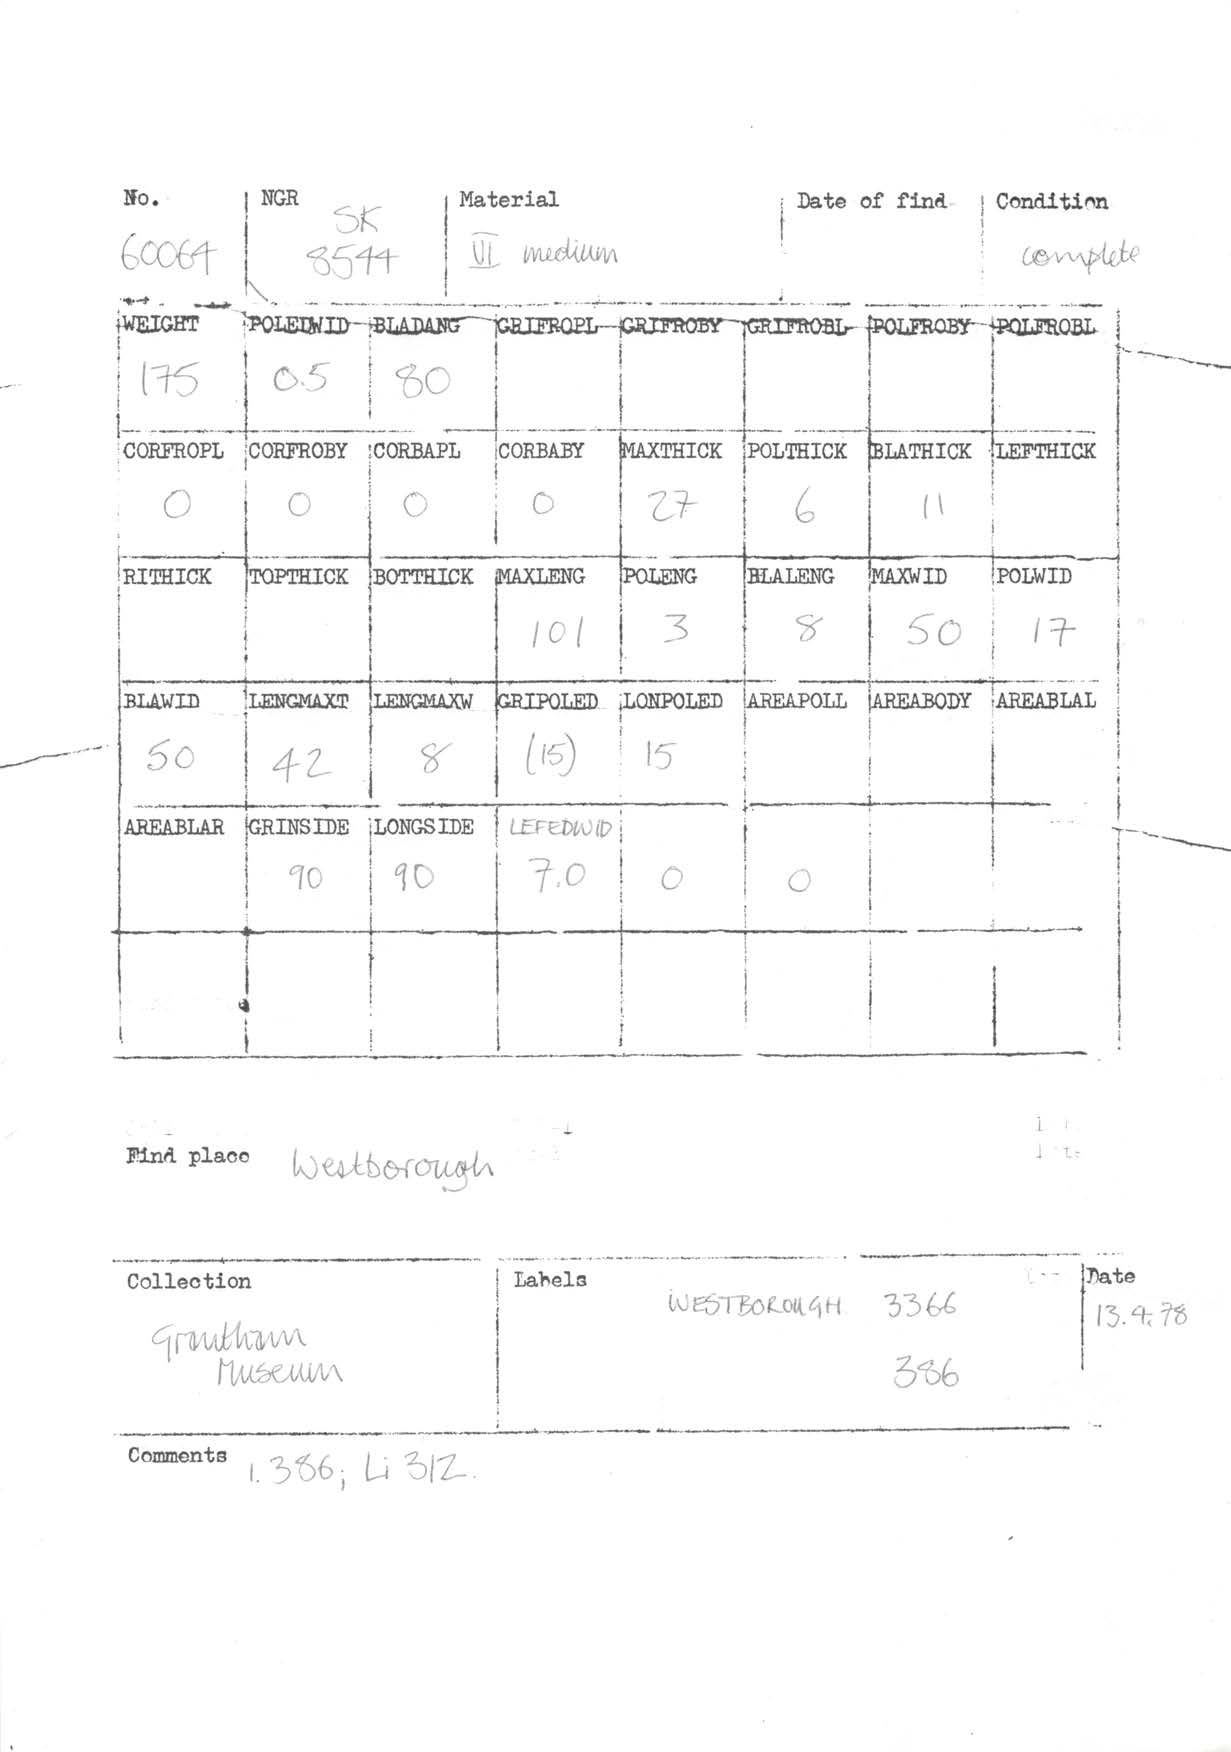 No. NGR Material Date of find Condition
60064 SK 8544 VI medium complete
WEIGHT POLEDWID BLADANG GRIFROPL GRIFROBY GRIFROBL POLFROBY POLFROBL
175 0.5 80
CORFROPL CORFROBY CORBAPL CORBABY MAXTHICK POLTHICK BLATHICK LEFTHICK
0 0 0 0 27 6 11
RITHICK TOPTHICK BOTTHICK MAXLENG POLENG BLALENG MAXWID POLWID
101 3 8 50 17
BLAWID LENGMAXT LENGMAXW GRIPOLED LONPOLED AREAPOLL AREABODY AREABLAL
50 42 8 (15) 15
AREABLAR GRINSIDE LONGSIDE LEFEDWID
90 90 7.0 0 0
Find place Westborough
Collection Labels Date
WESTBOROUGH 3366 13.4.78
Grantham
Museum 386
Comments 1.386; Li 312.